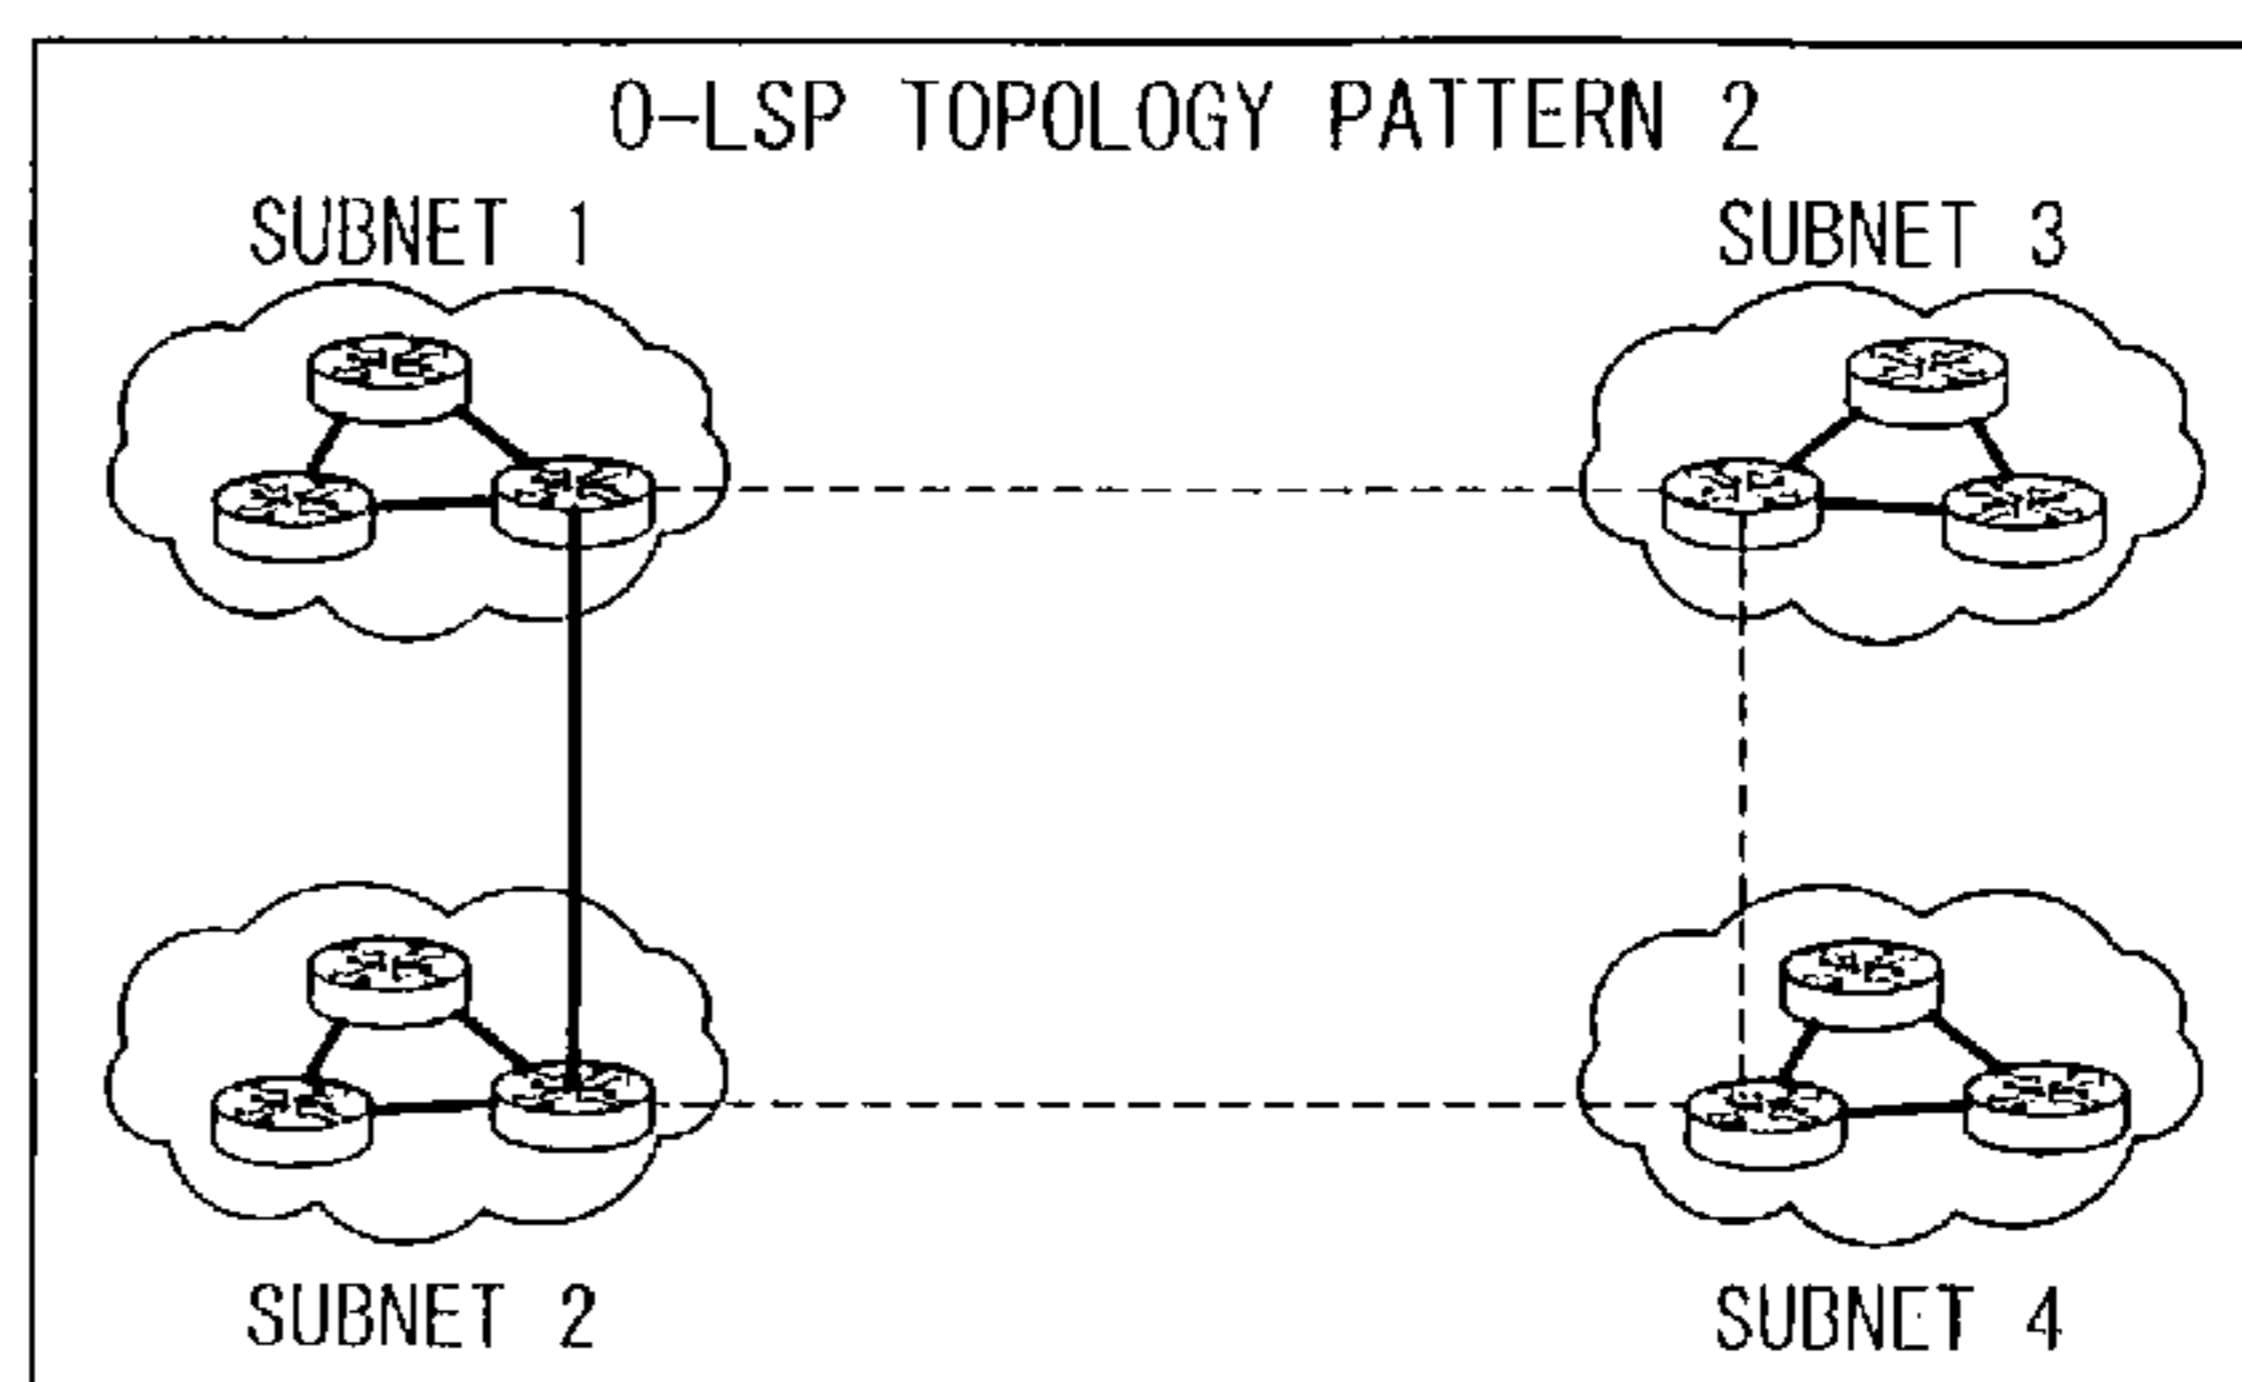 O-LSP TOPOLOGY PATTERN 2
SUBNET 1
SUBNET 3
SUBNET 2
SUBNET 4